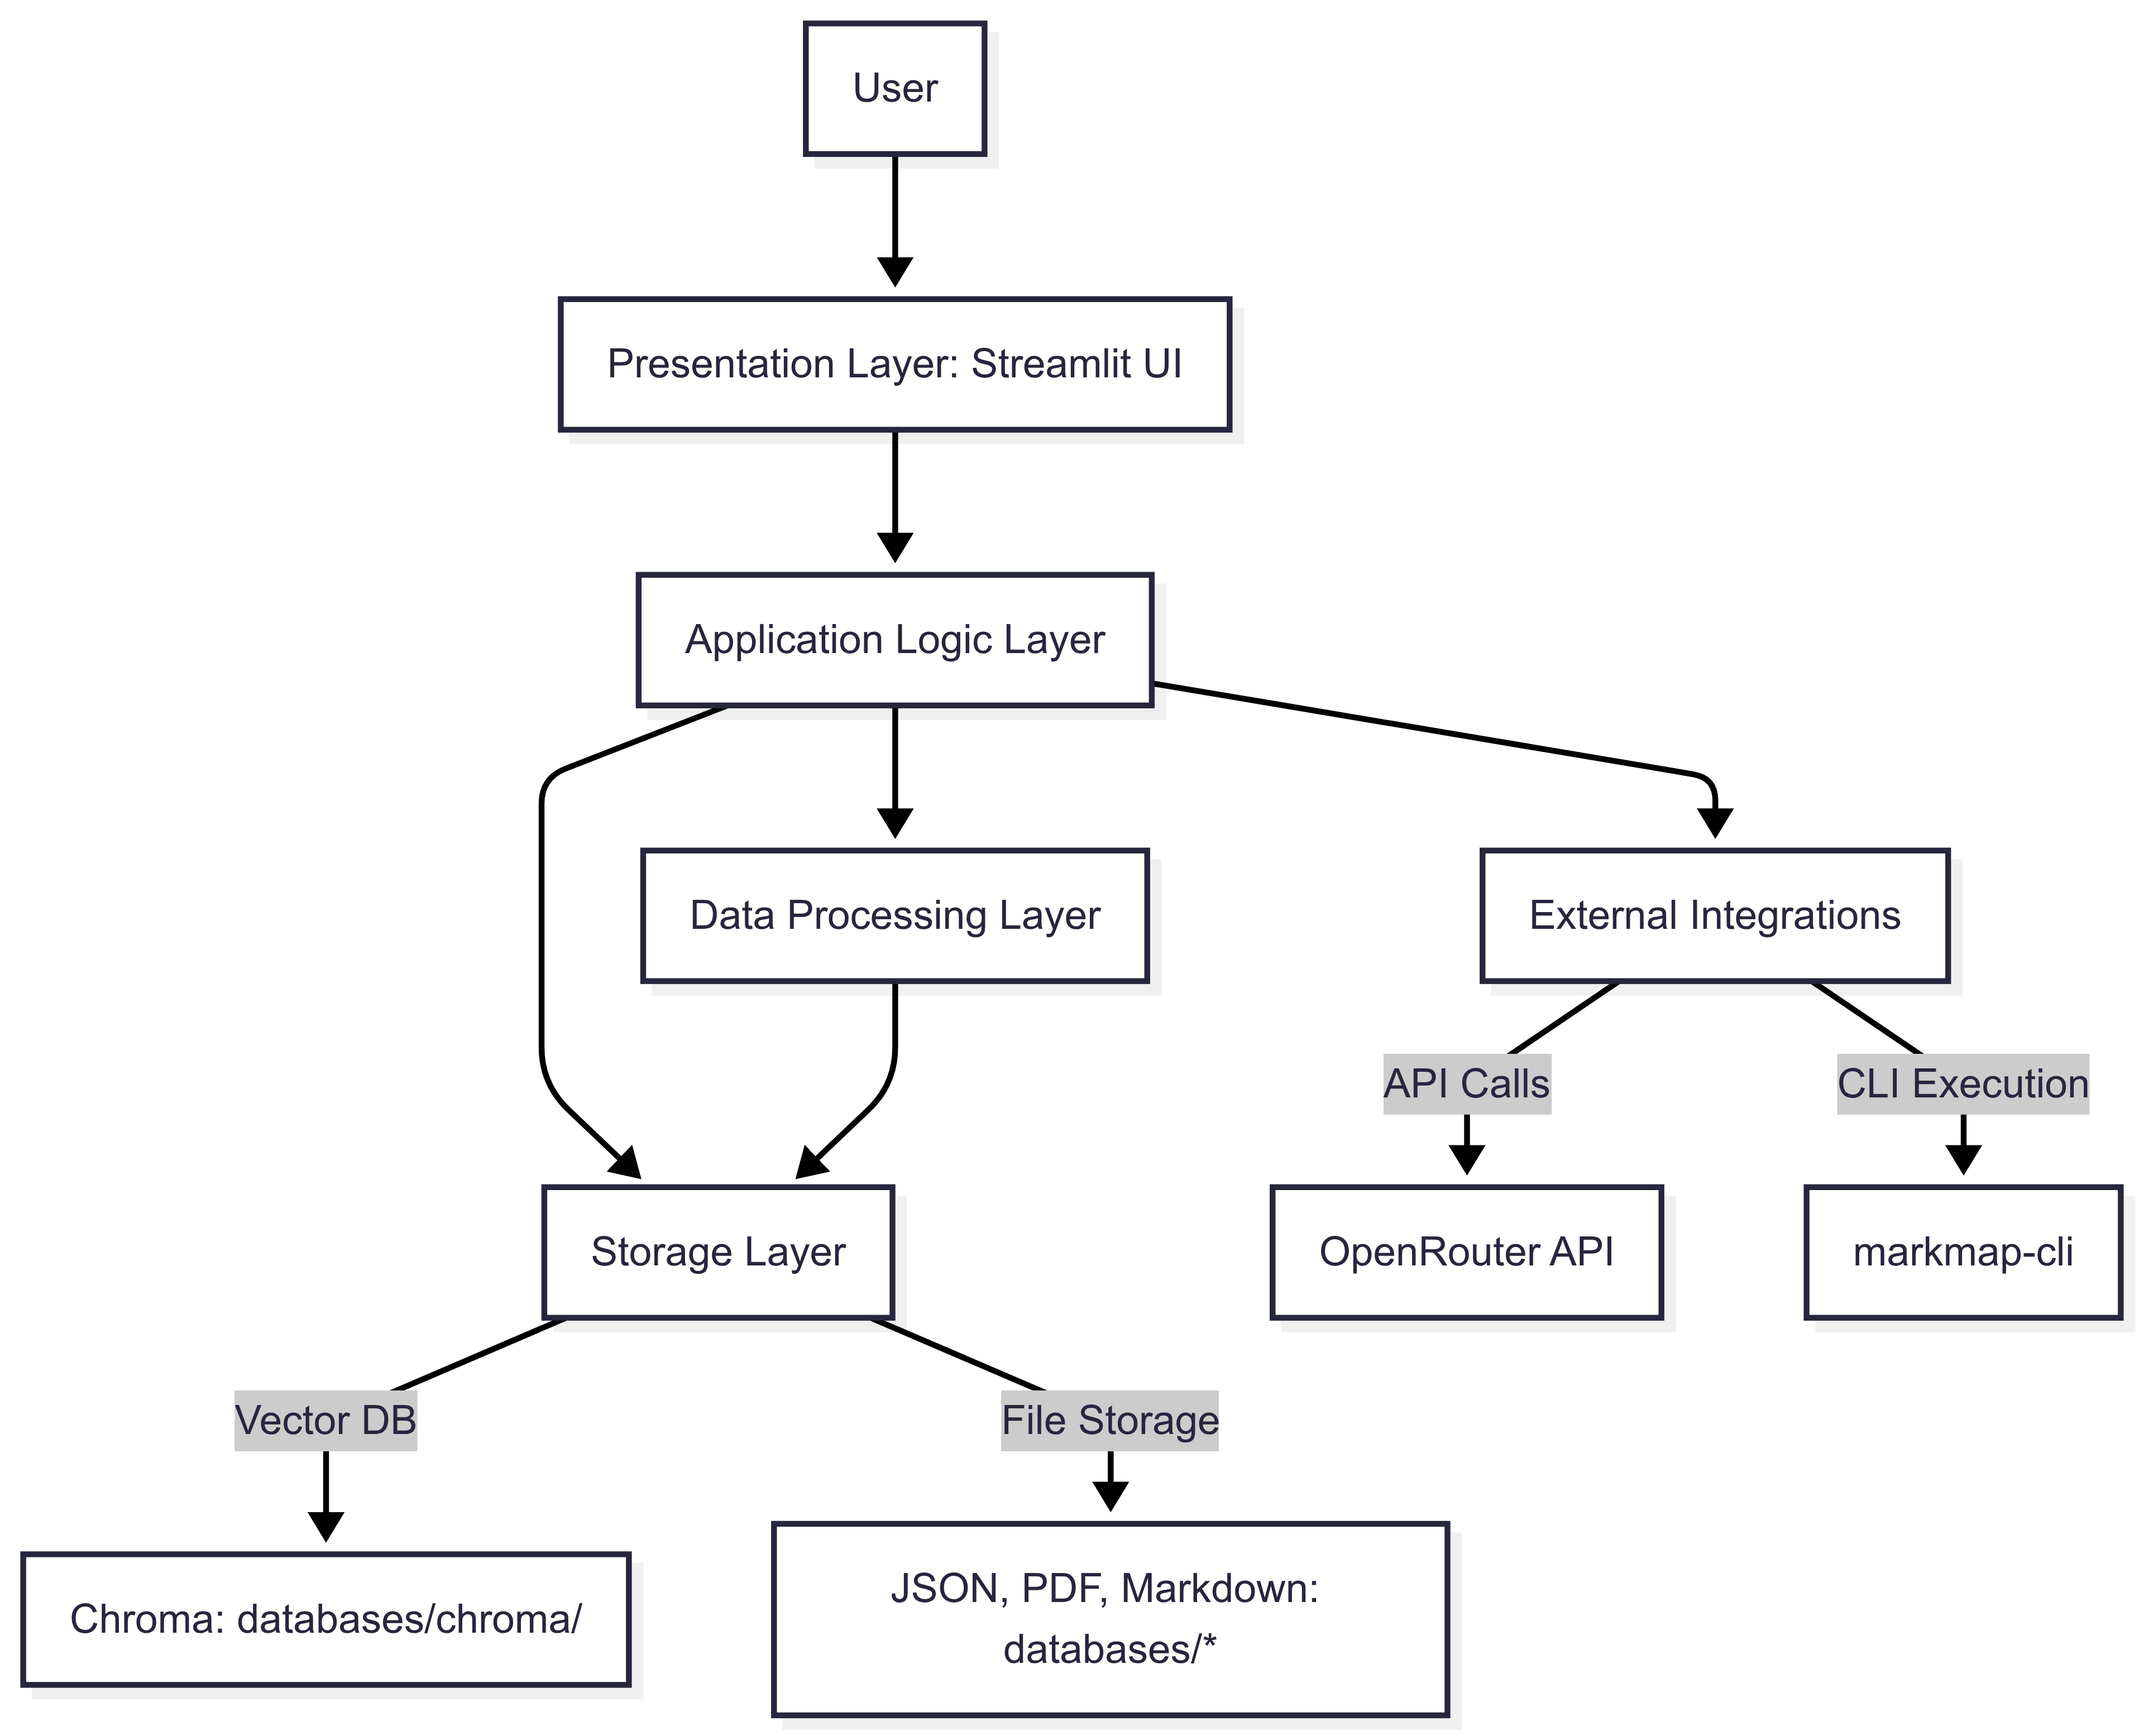 User
Presentation Layer: Streamlit UI
Application Logic Layer
Data Processing Layer
External Integrations
API Calls
CLI Execution
Storage Layer
OpenRouter API
markmap-cli
Vector DB
File Storage
Chroma: databases/chroma/
JSON, PDF, Markdown:
databases/*